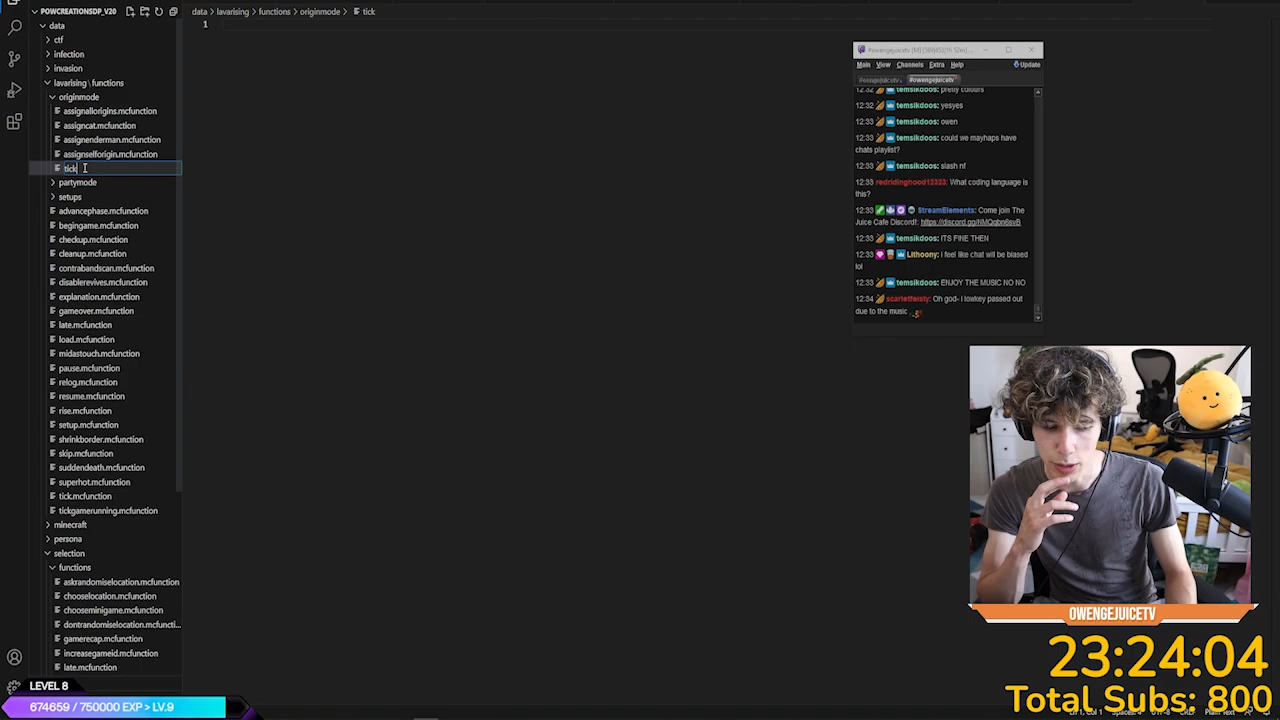 POWCREATIONSDP_V20
data
ctf
infection
invasion
lavarising \ functions
originmode
assignallorigins.mcfunction
assigncat.mcfunction
assignenderman.mcfunction
assignselforigin.mcfunction
tick
partymode
setups
advancephase.mcfunction
begingame.mcfunction
checkup.mcfunction
cleanup.mcfunction
contrabandscan.mcfunction
disablerevives.mcfunction
explanation.mcfunction
gameover.mcfunction
late.mcfunction
load.mcfunction
midastouch.mcfunction
pause.mcfunction
relog.mcfunction
resume.mcfunction
rise.mcfunction
setup.mcfunction
shrinkborder.mcfunction
skip.mcfunction
suddendeath.mcfunction
superhot.mcfunction
tick.mcfunction
tickgamerunning.mcfunction
minecraft
persona
selection
functions
askrandomiselocation.mcfunction
chooselocation.mcfunction
chooseminigame.mcfunction
dontrandomiselocation.mcfuncti...
gamerecap.mcfunction
increasegameid.mcfunction
late.mcfunction
LEVEL 8
674659 / 750000 EXP > LV.9
data > lavarising > functions > originmode > tick
1
Main View Channels Extra Help Update
#owengejuicetv
12:32 temsikdoos: pretty colours
12:32 temsikdoos: yesyes
12:33 temsikdoos: owen
12:33 temsikdoos: could we mayhaps have
chats playlist?
12:33 temsikdoos: slash nf
12:33 redridinghood13323: What coding language is
this?
12:33 StreamElements: Come join The
Juice Cafe Discord!: https://discord.gg/NMQqbn6svB
12:33 temsikdoos: ITS FINE THEN
12:33 Lithoony: i feel like chat will be biased
lol
12:33 temsikdoos: ENJOY THE MUSIC NO NO
12:34 scarletfeisty: Oh god- i lowkey passed out
due to the music
OWENGEJUICETV
23:24:04
Total Subs: 800